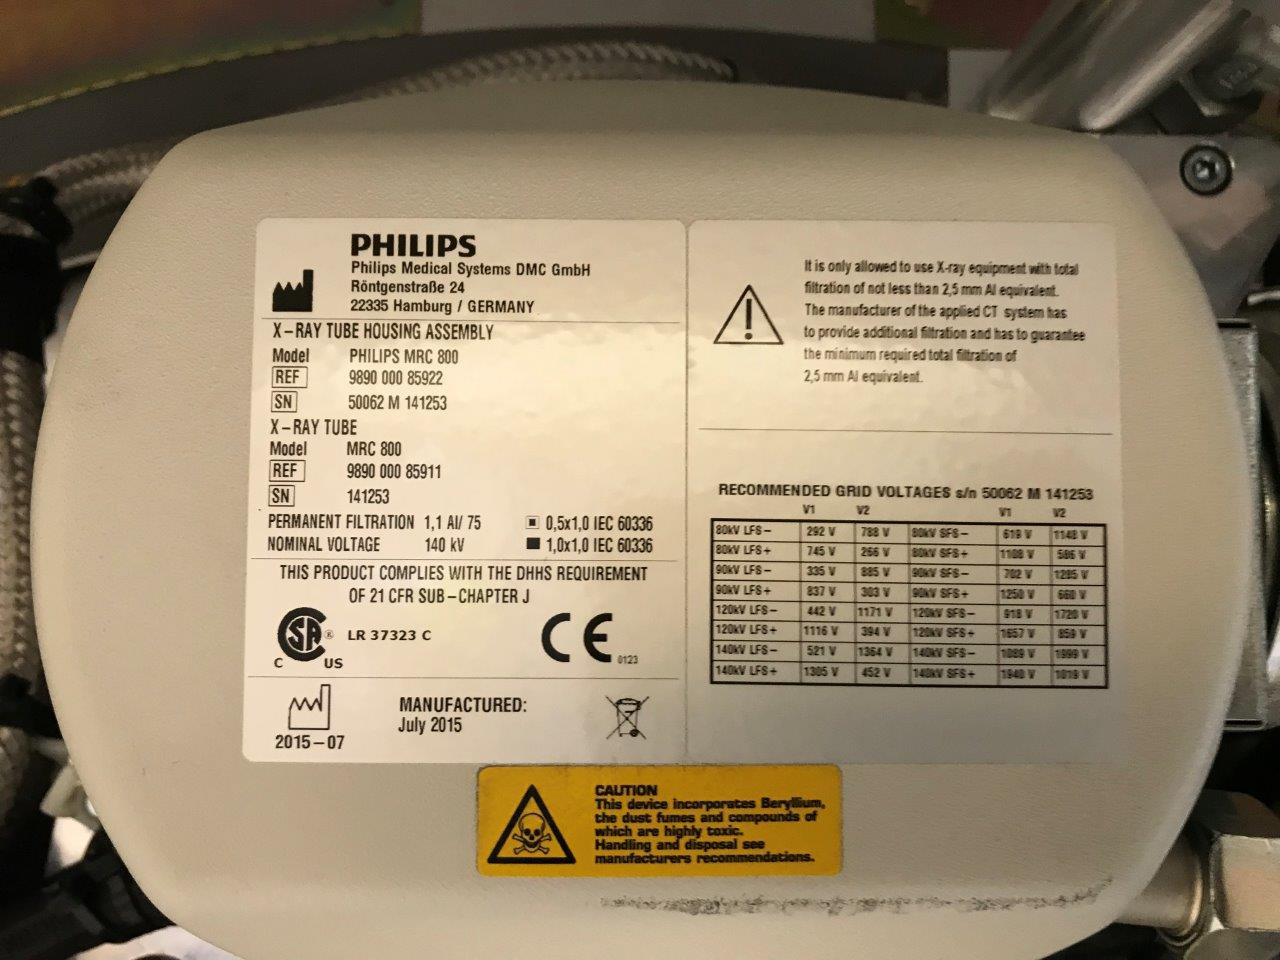 PHILIPS
Philips Medical Systems DMC GmbH
Röntgenstraße 24
22335 Hamburg / GERMANY
X-RAY TUBE HOUSING ASSEMBLY
Model PHILIPS MRC 800
REF 9890 000 85922
SN 50062 M 141253
X-RAY TUBE
Model MRC 800
REF 9890 000 85911
SN 141253
PERMANENT FILTRATION 1,1 Al/ 75 0,5x1,0 IEC 60336
NOMINAL VOLTAGE 140 kV 1,0x1,0 IEC 60336
THIS PRODUCT COMPLIES WITH THE DHHS REQUIREMENT
OF 21 CFR SUB-CHAPTER J
SA ® LR 37323 C CE
C US 0123
MANUFACTURED:
July 2015
2015-07
It is only allowed to use X-ray equipment with total
filtration of not less than 2,5 mm Al equivalent.
The manufacturer of the applied CT system has
to provide additional filtration and has to guarantee
the minimum required total filtration of
2,5 mm Al equivalent.
RECOMMENDED GRID VOLTAGES s/n 50062 M 141253
V1 V2 V1 V2
80kV LFS- 292 V 788 V 80kV SFS- 619 V 1148 V
80kV LFS+ 745 V 266 V 80kV SFS+ 1108 V 586 V
90kV LFS- 335 V 885 V 90kV SFS- 702 V 1285 V
90kV LFS+ 837 V 303 V 90kV SFS+ 1250 V 660 V
120kV LFS- 442 V 1171 V 120kV SFS- 918 V 1720 V
120kV LFS+ 1116 V 394 V 120kV SFS+ 1657 V 859 V
140kV LFS- 521 V 1364 V 140kV SFS- 1089 V 1999 V
140kV LFS+ 1305 V 452 V 140kV SFS+ 1940 V 1019 V
CAUTION
This device incorporates Beryllium,
the dust fumes and compounds of
which are highly toxic.
Handling and disposal see
manufacturers recommendations.